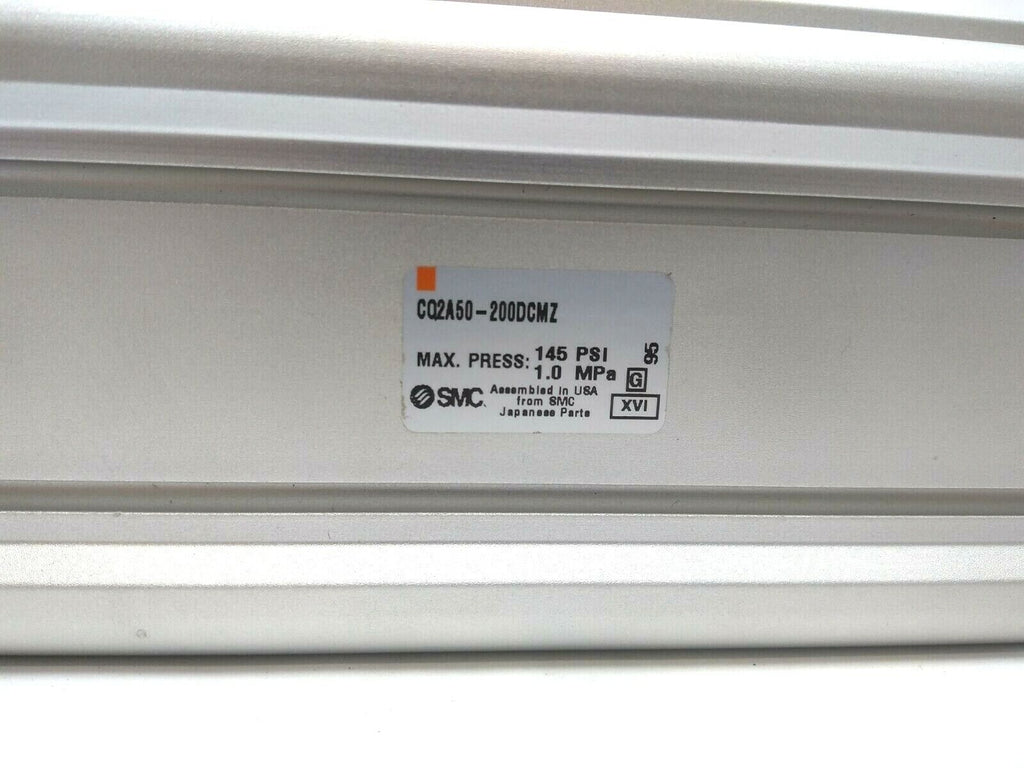 CQ2A50-200DCMZ
MAX. PRESS: 145 PSI
1.0 MPa
95
G
SMC
Assembled in USA
from SMC
Japanese Parts
XVI